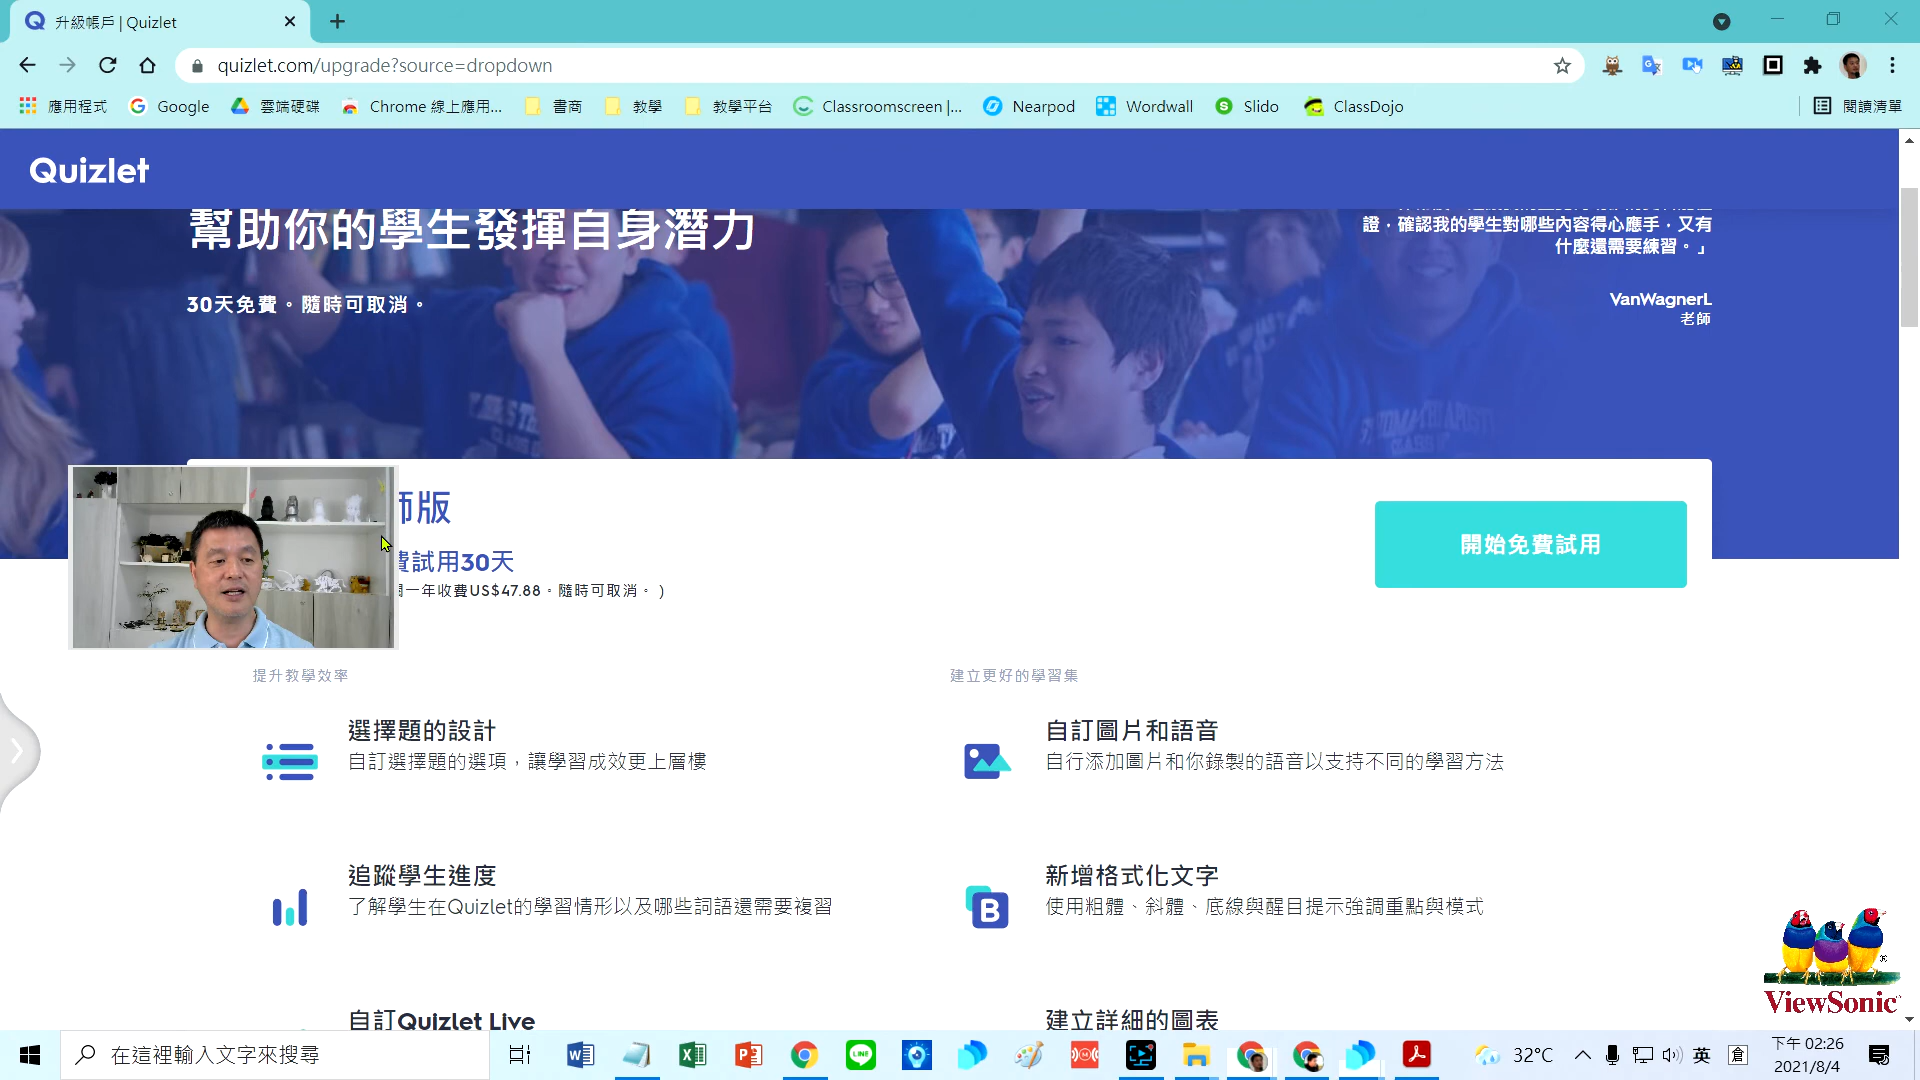 升級帳戶 | Quizlet
quizlet.com/upgrade?source=dropdown
應用程式 Google 雲端硬碟 Chrome 線上應用... 書商 教學 教學平台 Classroomscreen |... Nearpod Wordwall Slido ClassDojo 閱讀清單
Quizlet
幫助你的學生發揮自身潛力
30天免費。隨時可取消。
證，確認我的學生對哪些內容得心應手，又有
什麼還需要練習。」
VanWagnerL
老師
師版
開始免費試用
費試用30天
一年收費US$47.88。隨時可取消。)
提升教學效率
選擇題的設計
自訂選擇題的選項，讓學習成效更上層樓
追蹤學生進度
了解學生在Quizlet的學習情形以及哪些詞語還需要複習
自訂Quizlet Live
建立更好的學習集
自訂圖片和語音
自行添加圖片和你錄製的語音以支持不同的學習方法
新增格式化文字
使用粗體、斜體、底線與醒目提示強調重點與模式
建立詳細的圖表
ViewSonic
在這裡輸入文字來搜尋
32°C
英
倉
下午 02:26
2021/8/4